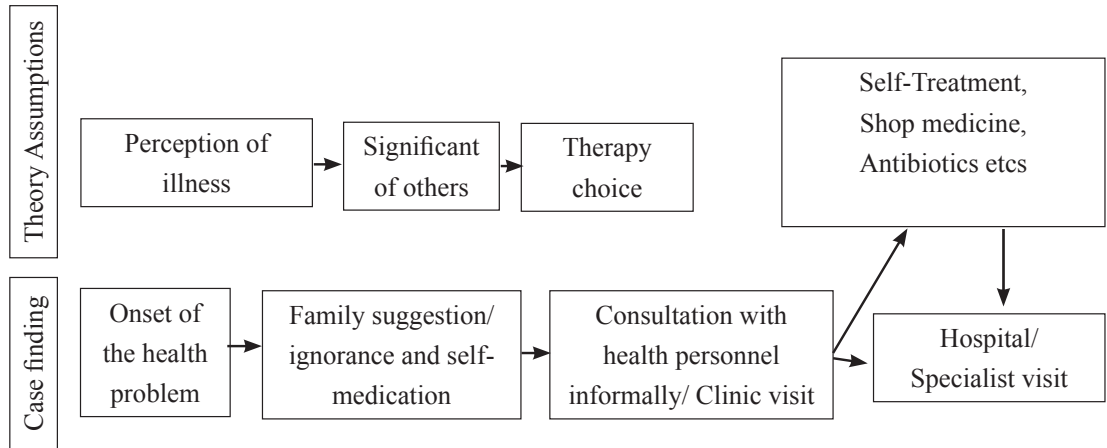 Theory Assumptions
Perception of
illness
Significant
of others
Therapy
choice
Self-Treatment,
Shop medicine,
Antibiotics etcs
Case finding
Onset of
the health
problem
Family suggestion/
ignorance and self-
medication
Consultation with
health personnel
informally/ Clinic visit
Hospital/
Specialist visit